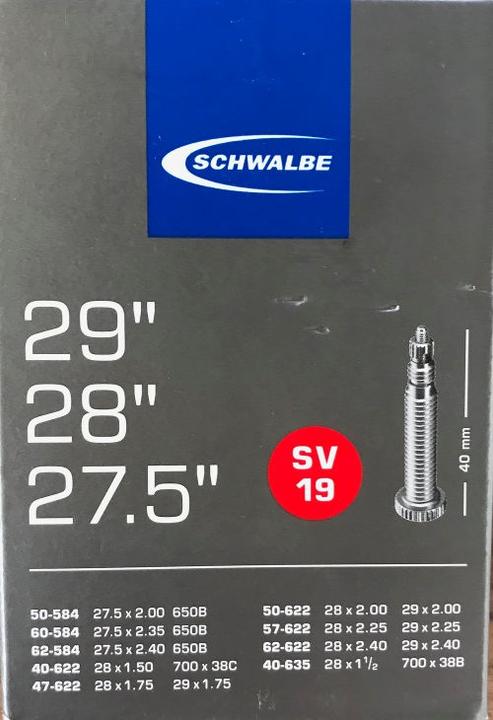 SCHWALBE
29"
28"
27.5"
SV
19
40 mm
50-584 27.5 x 2.00 650B
60-584 27.5 x 2.35 650B
62-584 27.5 x 2.40 650B
40-622 28 x 1.50 700 x 38C
47-622 28 x 1.75 29 x 1.75
50-622 28 x 2.00 29 x 2.00
57-622 28 x 2.25 29 x 2.25
62-622 28 x 2.40 29 x 2.40
40-635 28 x 1 1/2 700 x 38B